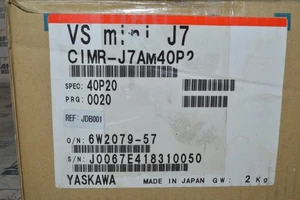 VS mini J7
CIMR-J7AM40P2
SPEC: 40P20
PRG: 0020
REF: JDB001
O/N: 6W2079-57
S/N: J0067E418310050
YASKAWA MADE IN JAPAN GW: 2 Kg